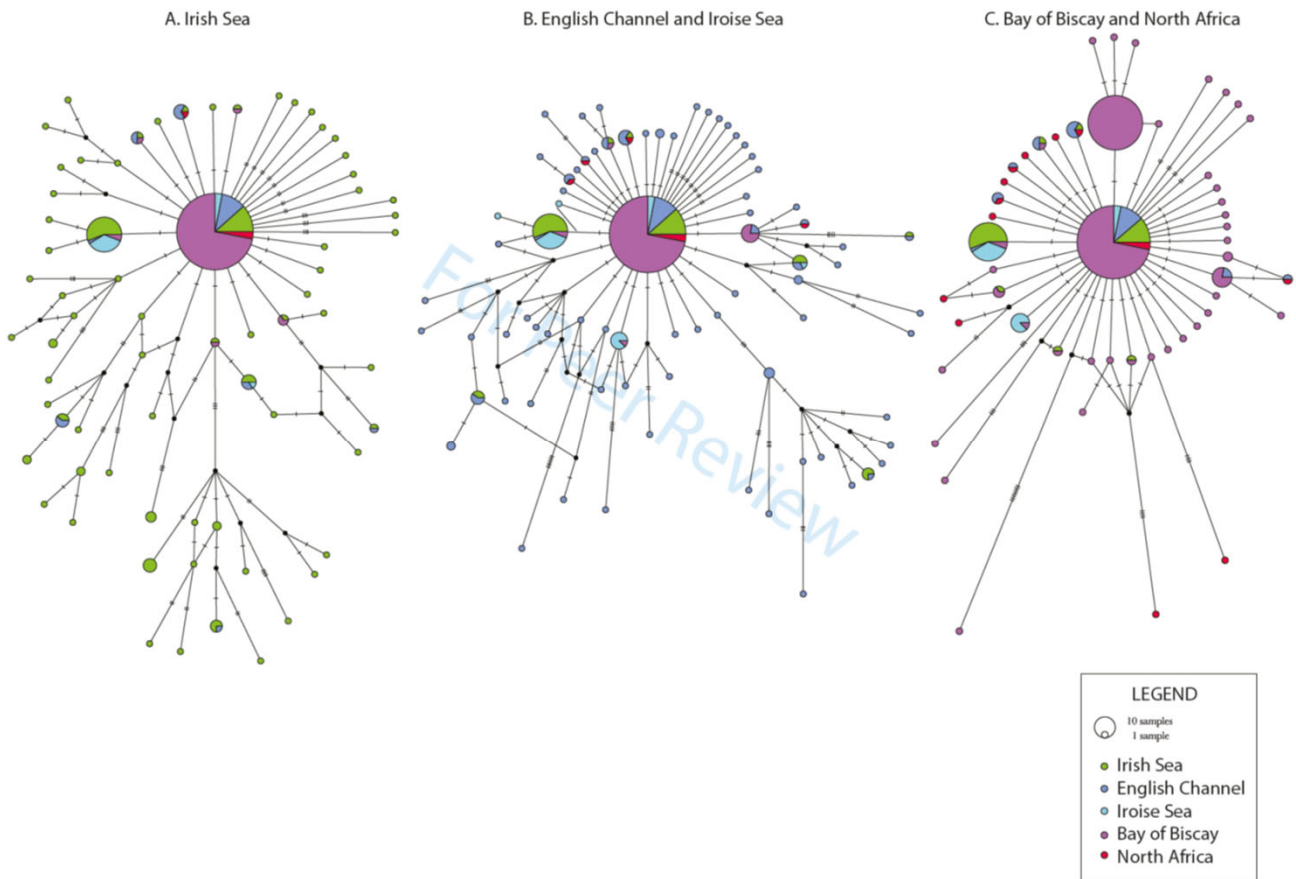 A. Irish Sea
B. English Channel and Iroise Sea
C. Bay of Biscay and North Africa
For Peer Review
LEGEND
10 samples
1 sample
Irish Sea
English Channel
Iroise Sea
Bay of Biscay
North Africa